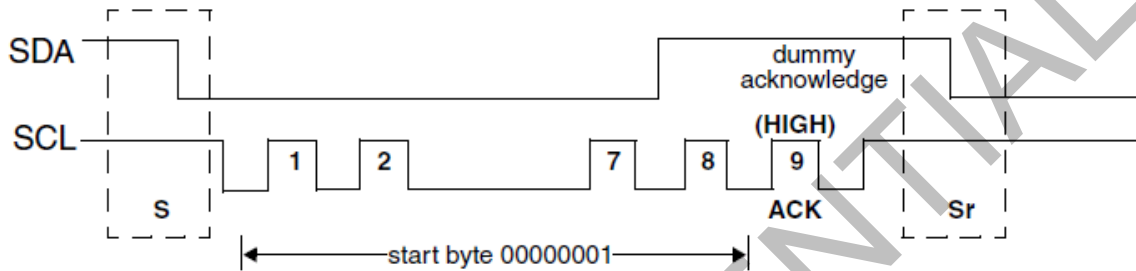 SDA
dummy
acknowledge
SCL
(HIGH)
1 2 7 8 9
S ACK Sr
start byte 00000001
NTIAL